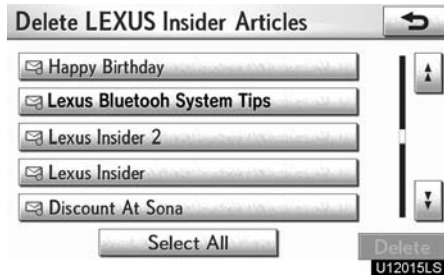 Delete LEXUS Insider Articles
Happy Birthday
Lexus Bluetooh System Tips
Lexus Insider 2
Lexus Insider
Discount At Sona
Select All
Delete
U12015LS